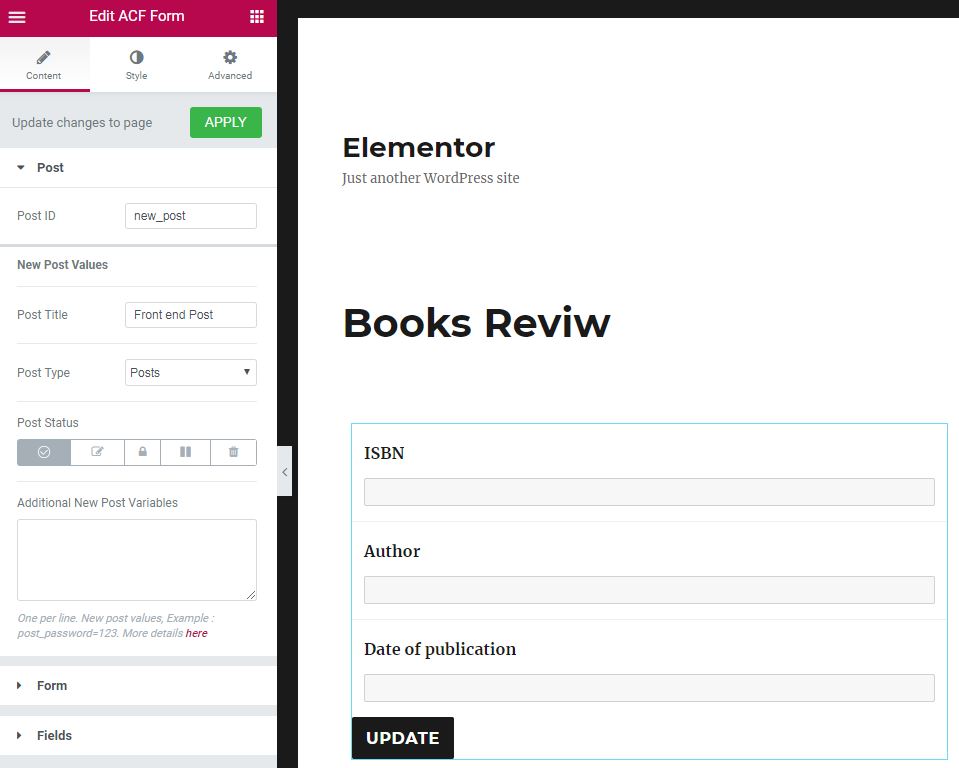 Edit ACF Form
Content
Style
Advanced
Update changes to page
APPLY
Post
Post ID
new_post
New Post Values
Post Title
Front end Post
Post Type
Posts
Post Status
Additional New Post Variables
One per line. New post values, Example :
post_password=123. More details here
Form
Fields
Elementor
Just another WordPress site
Books Reviw
ISBN
Author
Date of publication
UPDATE